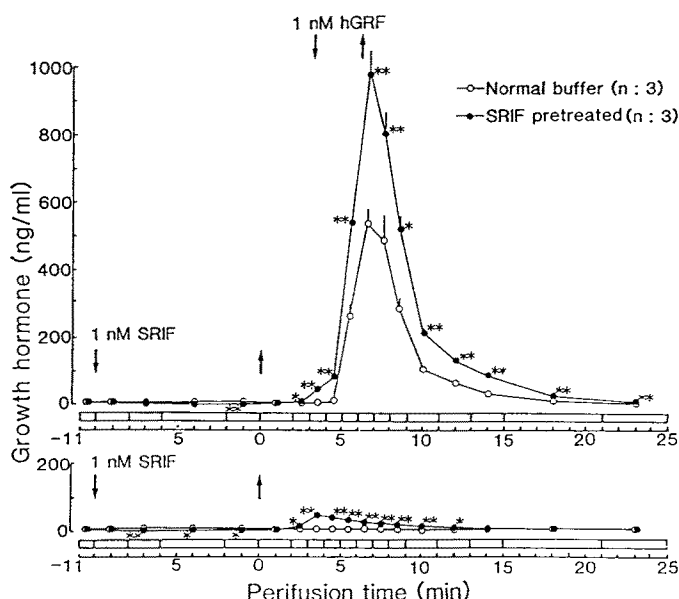 1 nM hGRF
1000
800
600
400
200
0
Growth hormone (ng/ml)
Normal buffer (n : 3)
SRIF pretreated (n : 3)
**
**
**
*
**
**
**
**
**
*
**
**
**
1 nM SRIF
-11 5 0 5 10 15 20 25
200
0
1 nM SRIF
* ** ** ** ** ** ** ** ** *
** * *
-11 5 0 5 10 15 20 25
Perifusion time (min)